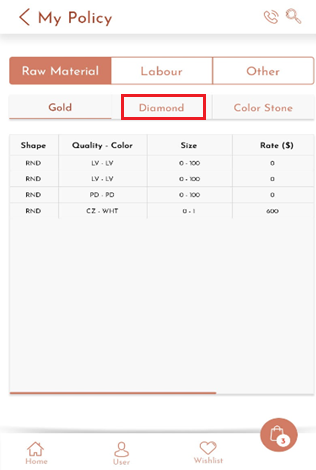 My Policy
Raw Material Labour Other
Gold Diamond Color Stone
Shape Quality - Color Size Rate ($)
RND LV - LV 0 - 100 0
RND LV - LV 0 - 100 0
RND PD - PD 0 - 100 0
RND CZ - WHT 0 - 1 600
3
Home User Wishlist